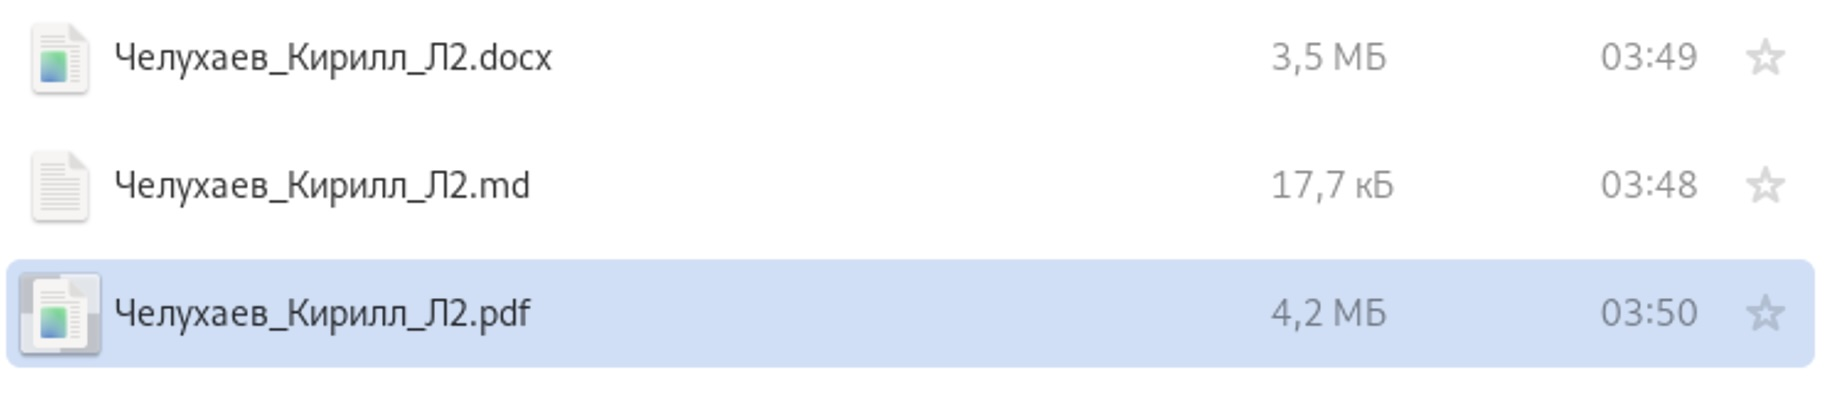 Челухаев_Кирилл_Л2.docx 3,5 МБ 03:49
Челухаев_Кирилл_Л2.md 17,7 кБ 03:48
Челухаев_Кирилл_Л2.pdf 4,2 МБ 03:50